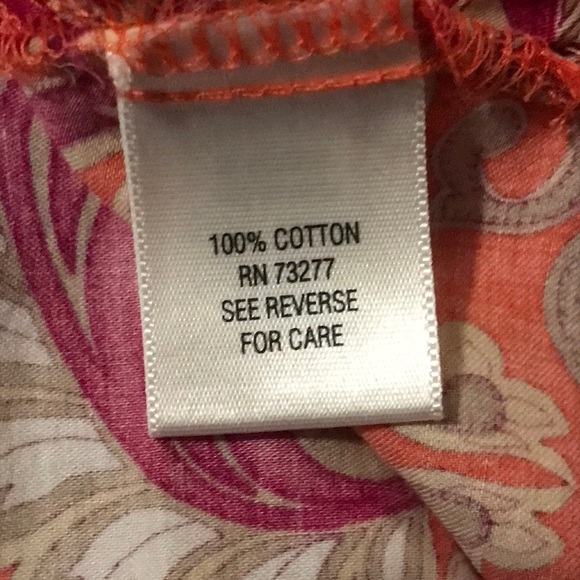 100% COTTON
RN 73277
SEE REVERSE
FOR CARE